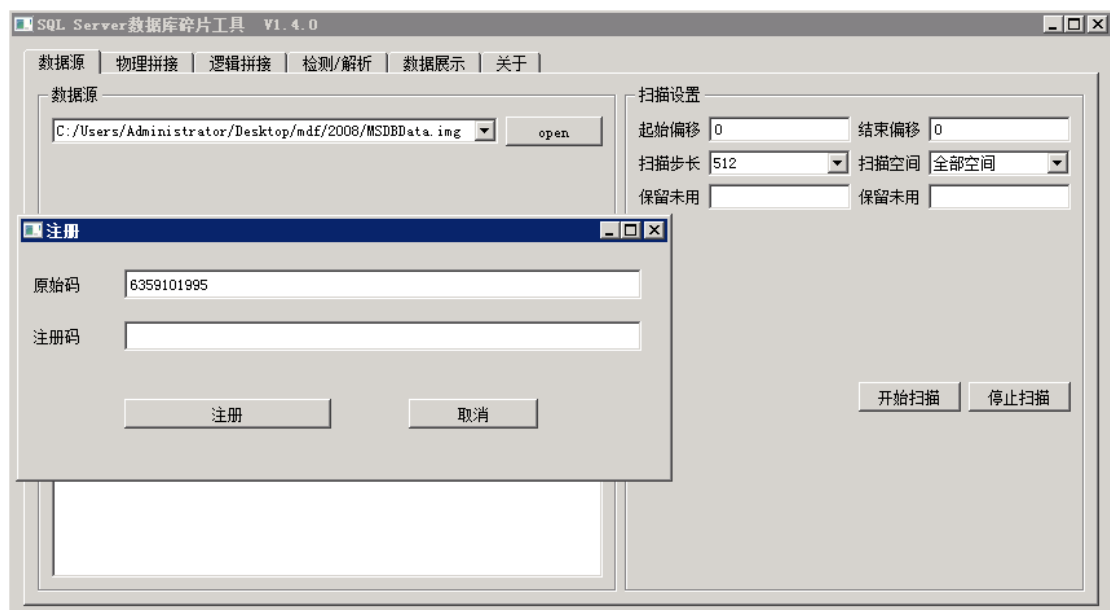 SQL Server数据库碎片工具 V1.4.0
数据源 物理拼接 逻辑拼接 检测/解析 数据展示 关于
数据源
C:/Users/Administrator/Desktop/mdf/2008/MSDBData.img open
扫描设置
起始偏移 0 结束偏移 0
扫描步长 512 扫描空间 全部空间
保留未用 保留未用
注册
原始码 6359101995
注册码
注册 取消
开始扫描 停止扫描